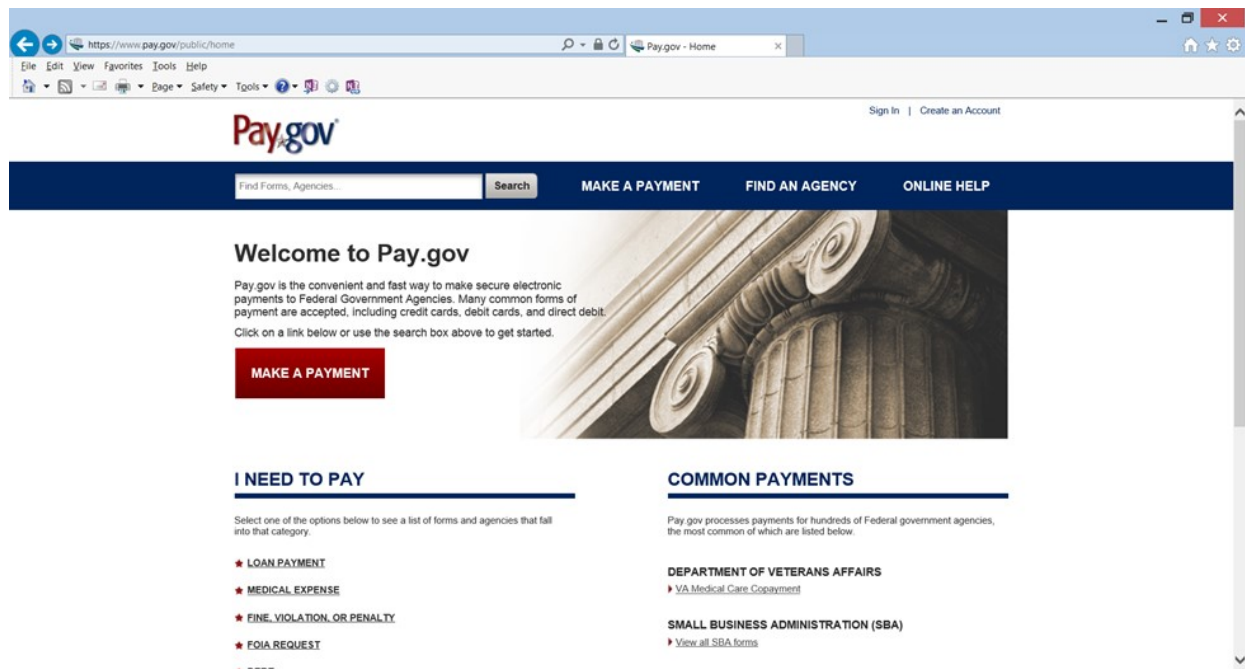 https://www.pay.gov/public/home
Pay.gov - Home
File Edit View Favorites Tools Help
Page Safety Tools
Sign In | Create an Account
Pay.gov
Find Forms, Agencies...
Search
MAKE A PAYMENT
FIND AN AGENCY
ONLINE HELP
Welcome to Pay.gov
Pay.gov is the convenient and fast way to make secure electronic
payments to Federal Government Agencies. Many common forms of
payment are accepted, including credit cards, debit cards, and direct debit.
Click on a link below or use the search box above to get started.
MAKE A PAYMENT
I NEED TO PAY
Select one of the options below to see a list of forms and agencies that fall
into that category.
LOAN PAYMENT
MEDICAL EXPENSE
FINE, VIOLATION, OR PENALTY
FOIA REQUEST
COMMON PAYMENTS
Pay.gov processes payments for hundreds of Federal government agencies,
the most common of which are listed below.
DEPARTMENT OF VETERANS AFFAIRS
VA Medical Care Copayment
SMALL BUSINESS ADMINISTRATION (SBA)
View all SBA forms